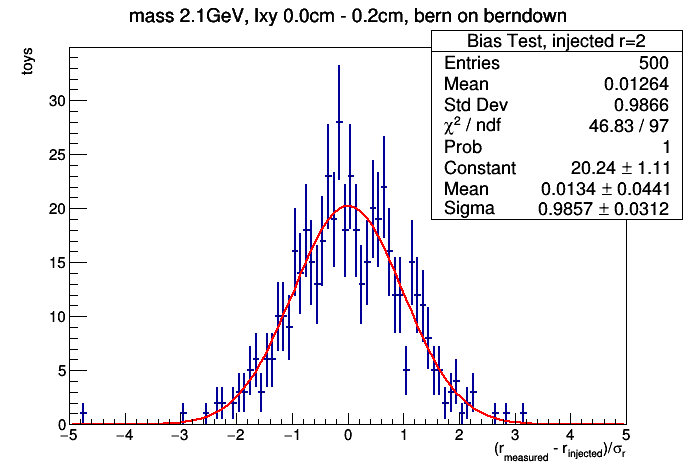 mass 2.1GeV, lxy 0.0cm - 0.2cm, bern on berndown
Bias Test, injected r=2
Entries 500
Mean 0.01264
Std Dev 0.9866
χ² / ndf 46.83 / 97
Prob 1
Constant 20.24 ± 1.11
Mean 0.0134 ± 0.0441
Sigma 0.9857 ± 0.0312
toys
30
25
20
15
10
5
0
−5 −4 −3 −2 −1 0 1 2 3 4 5
(r_measured - r_injected)/σ_r